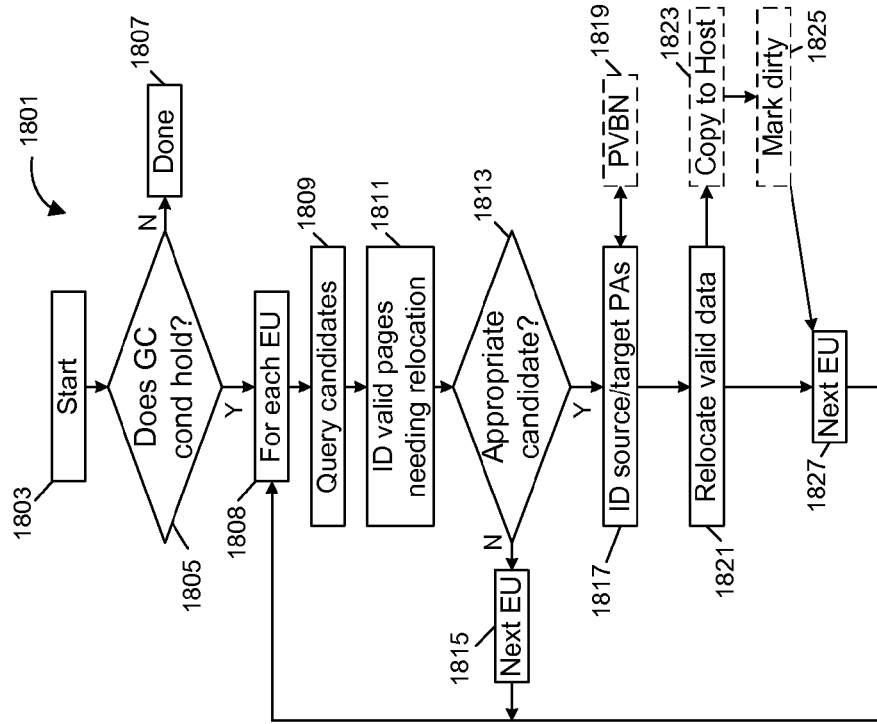 1801
1803
Start
1805
Does GC
cond hold?
N
1807
Done
Y
1808
For each EU
1809
Query candidates
1811
ID valid pages
needing relocation
1813
Appropriate
candidate?
N
1815
Next EU
Y
1817
ID source/target PAs
1819
PVBN
1821
Relocate valid data
1823
Copy to Host
1825
Mark dirty
1827
Next EU